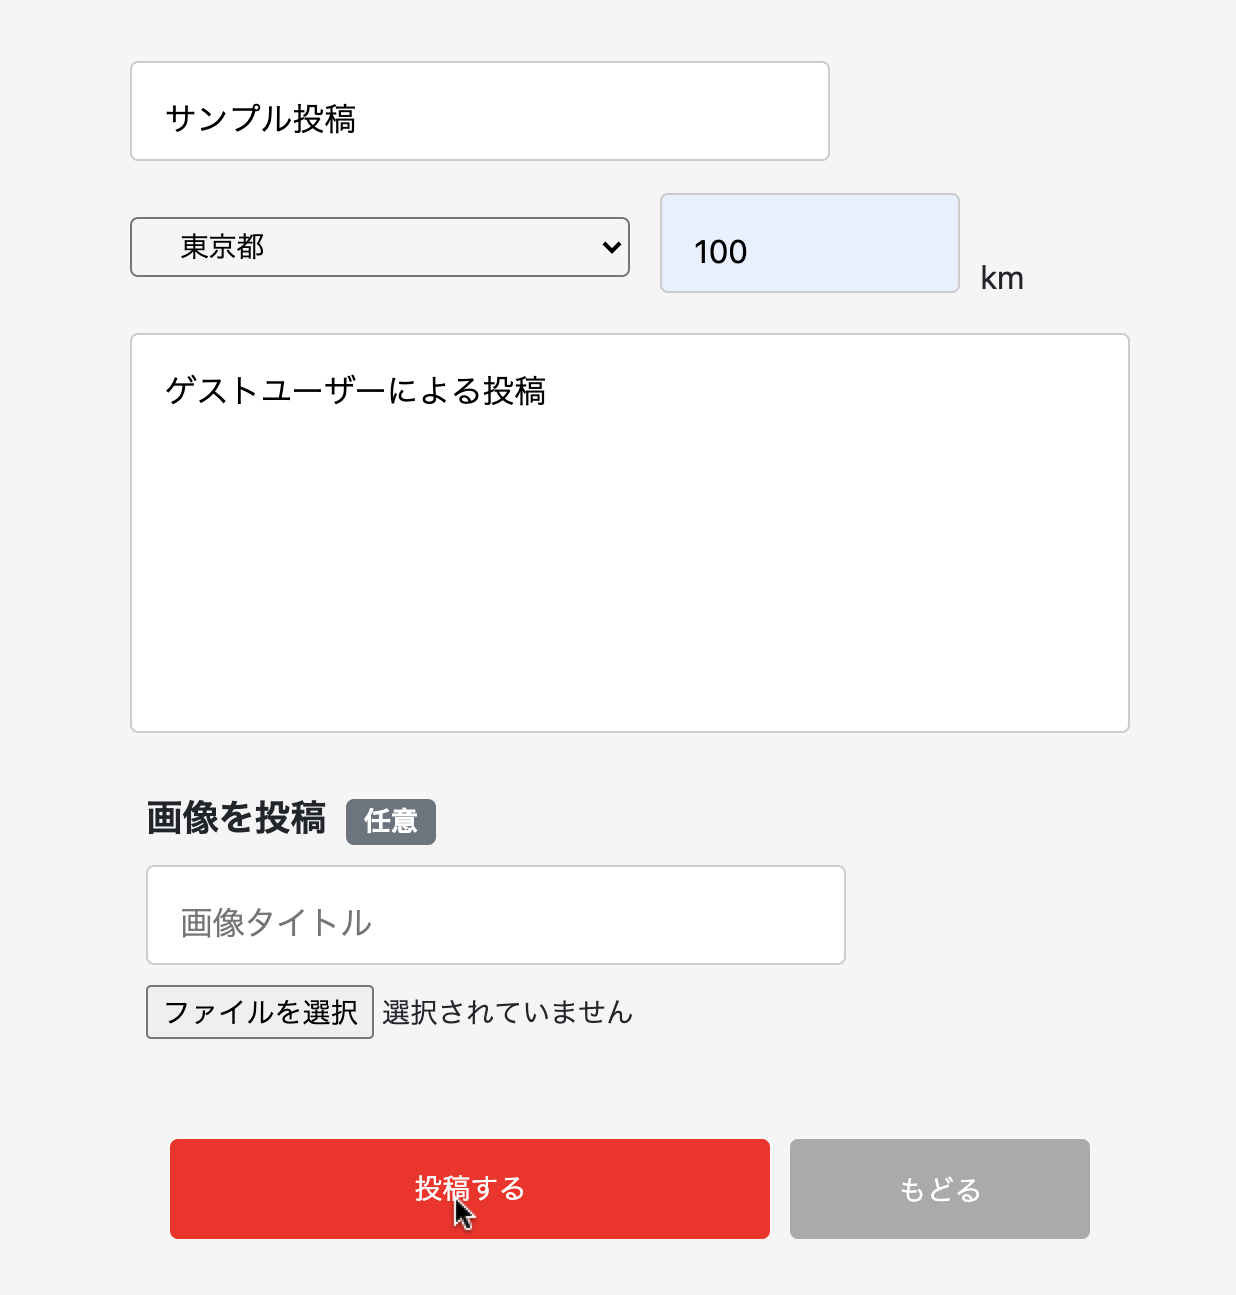 サンプル投稿
東京都
100
km
ゲストユーザーによる投稿
画像を投稿 任意
画像タイトル
ファイルを選択 選択されていません
投稿する もどる